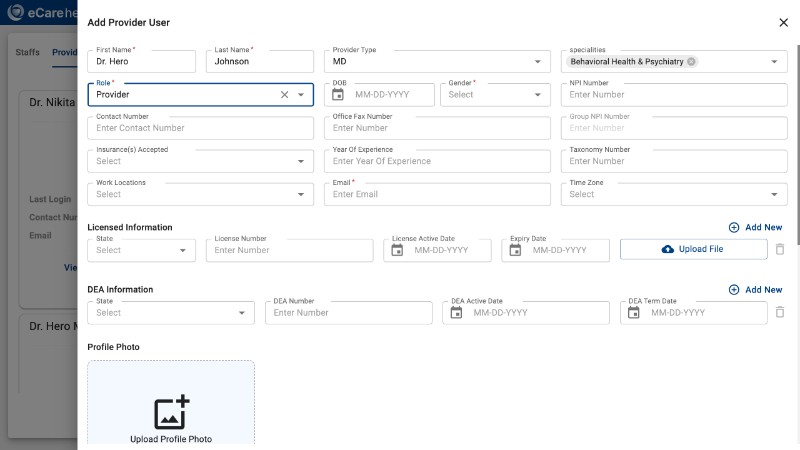 eCare he
Add Provider User
Staffs
Provid
Dr. Nikita
Last Login
Contact Nur
Email
Vie
Dr. Hero M
First Name *
Dr. Hero
Last Name *
Johnson
Provider Type
MD
specialities
Behavioral Health & Psychiatry
Role *
Provider
DOB
MM-DD-YYYY
Gender *
Select
NPI Number
Enter Number
Contact Number
Enter Contact Number
Office Fax Number
Enter Number
Group NPI Number
Enter Number
Insurance(s) Accepted
Select
Year Of Experience
Enter Year Of Experience
Taxonomy Number
Enter Number
Work Locations
Select
Email *
Enter Email
Time Zone
Select
Licensed Information
Add New
State
Select
License Number
Enter Number
License Active Date
MM-DD-YYYY
Expiry Date
MM-DD-YYYY
Upload File
DEA Information
Add New
State
Select
DEA Number
Enter Number
DEA Active Date
MM-DD-YYYY
DEA Term Date
MM-DD-YYYY
Profile Photo
Upload Profile Photo